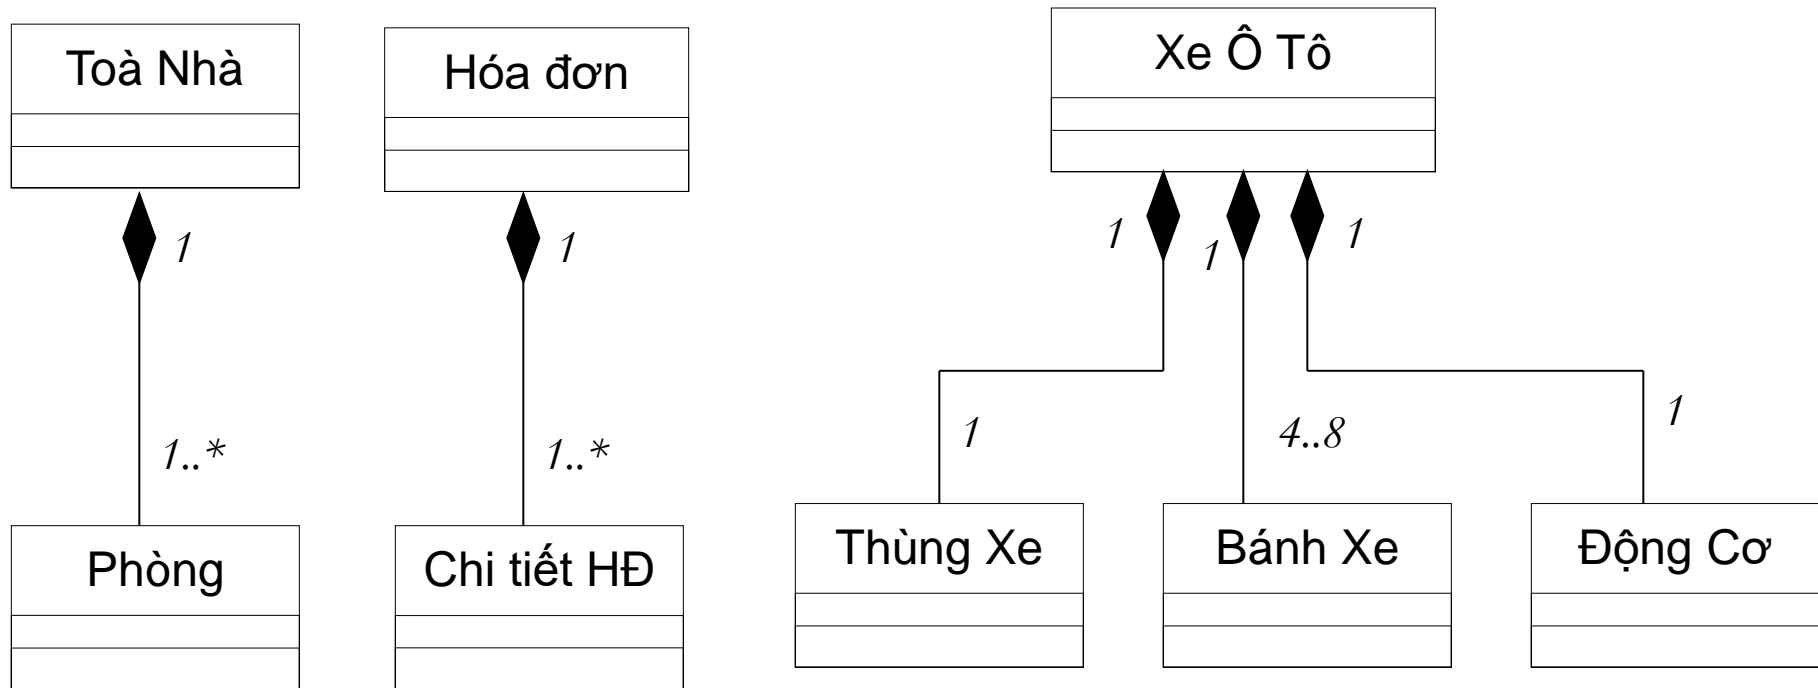 Toà Nhà
1
1..*
Phòng
Hóa đơn
1
1..*
Chi tiết HĐ
Xe Ô Tô
1
1
1
1
4..8
1
Thùng Xe
Bánh Xe
Động Cơ